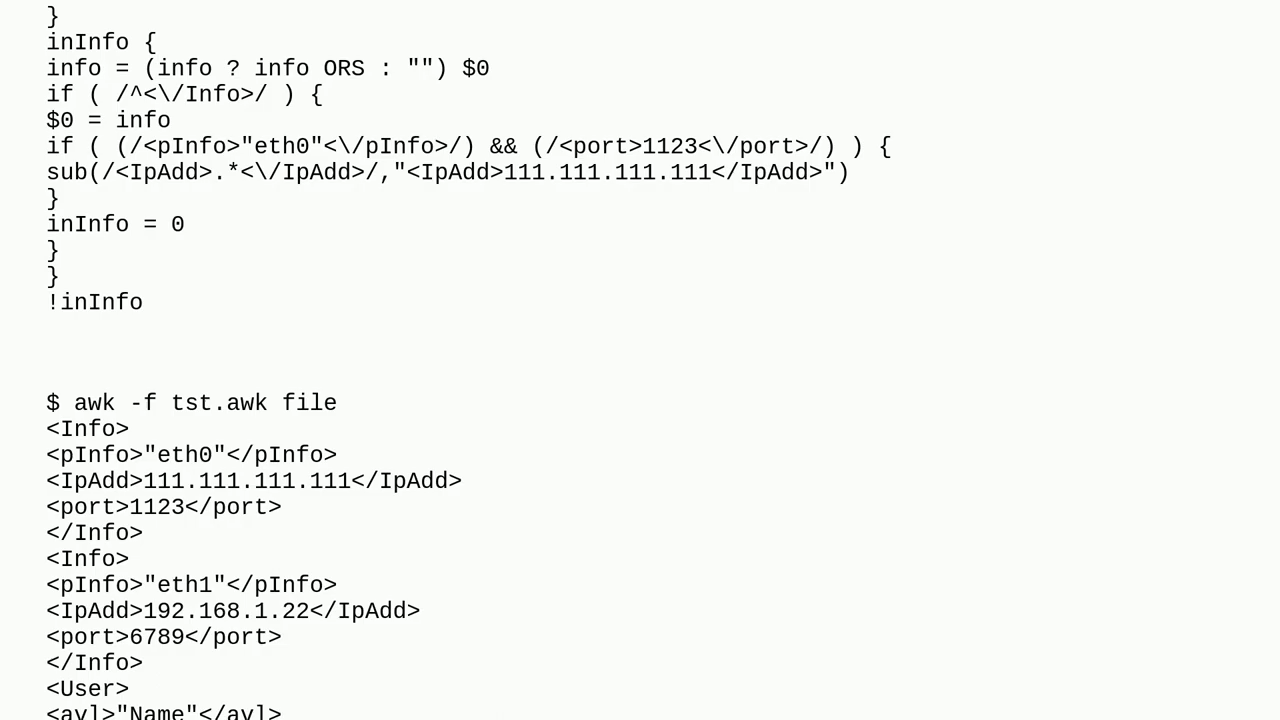 }
inInfo {
info = (info ? info ORS : "") $0
if ( /^<\/Info>/ ) {
$0 = info
if ( (/<pInfo>"eth0"<\/pInfo>/) && (/<port>1123<\/port>/) ) {
sub(/<IpAdd>.*<\/IpAdd>/,"<IpAdd>111.111.111.111</IpAdd>")
}
inInfo = 0
}
}
!inInfo
$ awk -f tst.awk file
<Info>
<pInfo>"eth0"</pInfo>
<IpAdd>111.111.111.111</IpAdd>
<port>1123</port>
</Info>
<Info>
<pInfo>"eth1"</pInfo>
<IpAdd>192.168.1.22</IpAdd>
<port>6789</port>
</Info>
<User>
<avl>"Name"</avl>